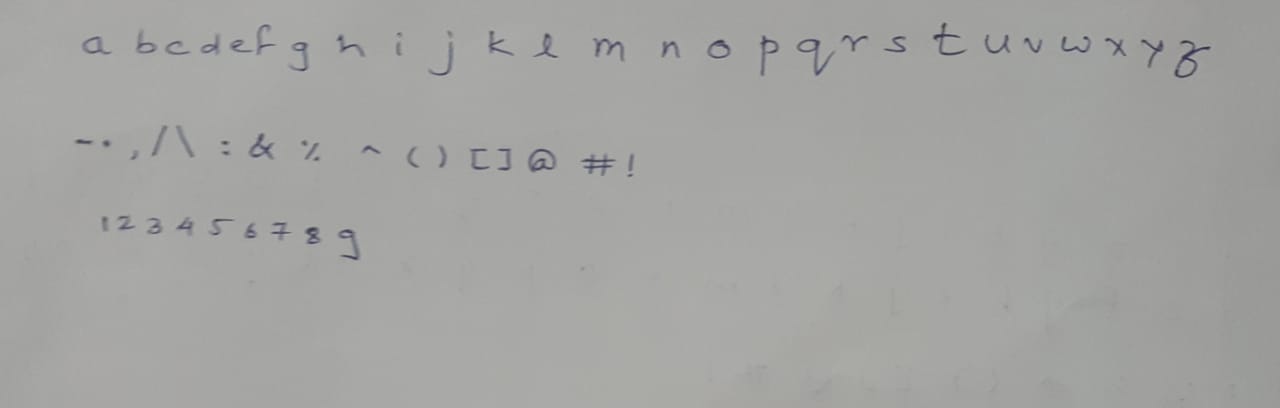 a b c d e f g h i j k l m n o p q r s t u v w x y z
- . , / \ : & % ^ ( ) [ ] @ # !
1 2 3 4 5 6 7 8 9